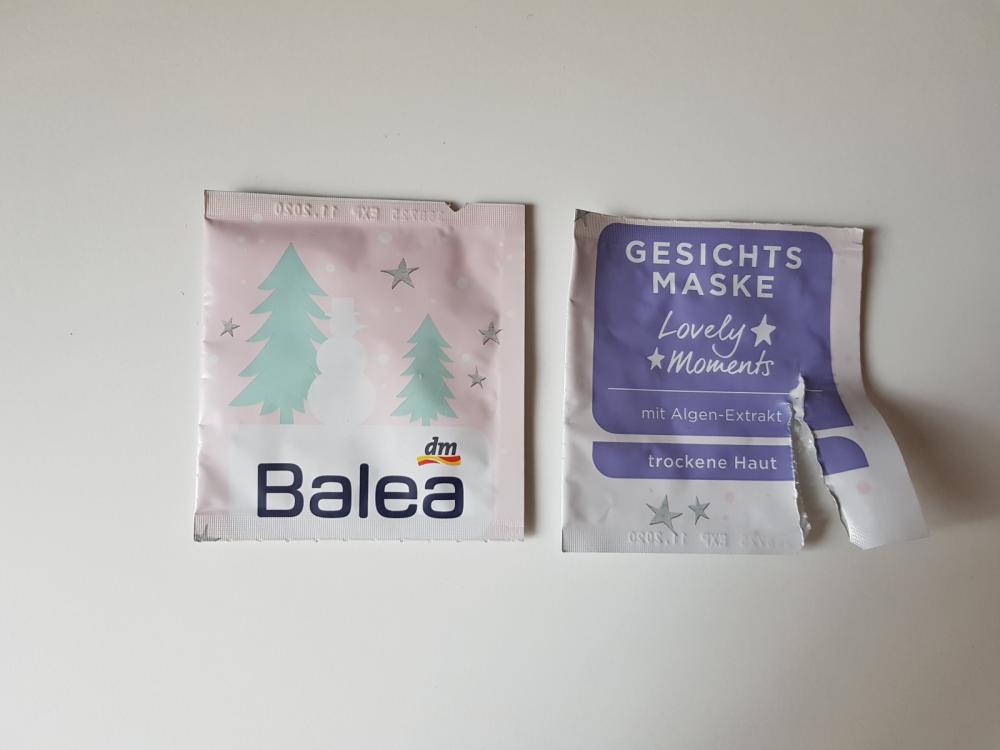 EXP 11.2020
dm
Balea
GESICHTS
MASKE
Lovely
Moments
mit Algen-Extrakt
trockene Haut
EXP 11.2020